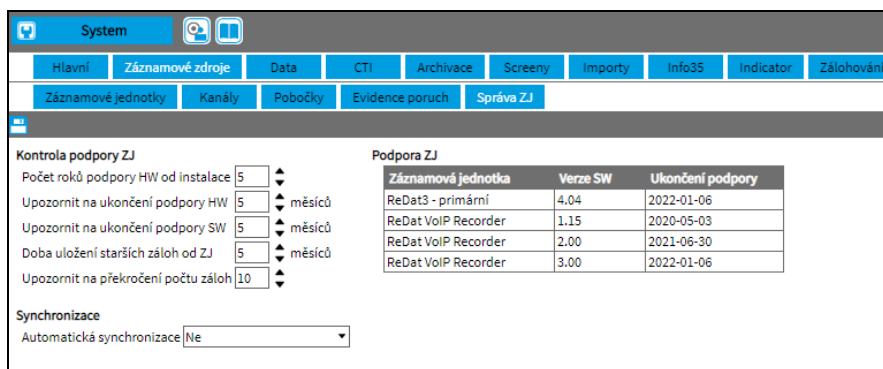 System
Hlavní Záznamové zdroje Data CTI Archivace Screeny Importy Info35 Indicator Zálohování
Záznamové jednotky Kanály Pobočky Evidence poruch Správa ZJ
Kontrola podpory ZJ
Počet roků podpory HW od instalace 5
Upozornit na ukončení podpory HW 5 měsíců
Upozornit na ukončení podpory SW 5 měsíců
Doba uložení starších záloh od ZJ 5 měsíců
Upozornit na překročení počtu záloh 10
Synchronizace
Automatická synchronizace Ne
Podpora ZJ
Záznamová jednotka Verze SW Ukončení podpory
ReDat3 - primární 4.04 2022-01-06
ReDat VoIP Recorder 1.15 2020-05-03
ReDat VoIP Recorder 2.00 2021-06-30
ReDat VoIP Recorder 3.00 2022-01-06